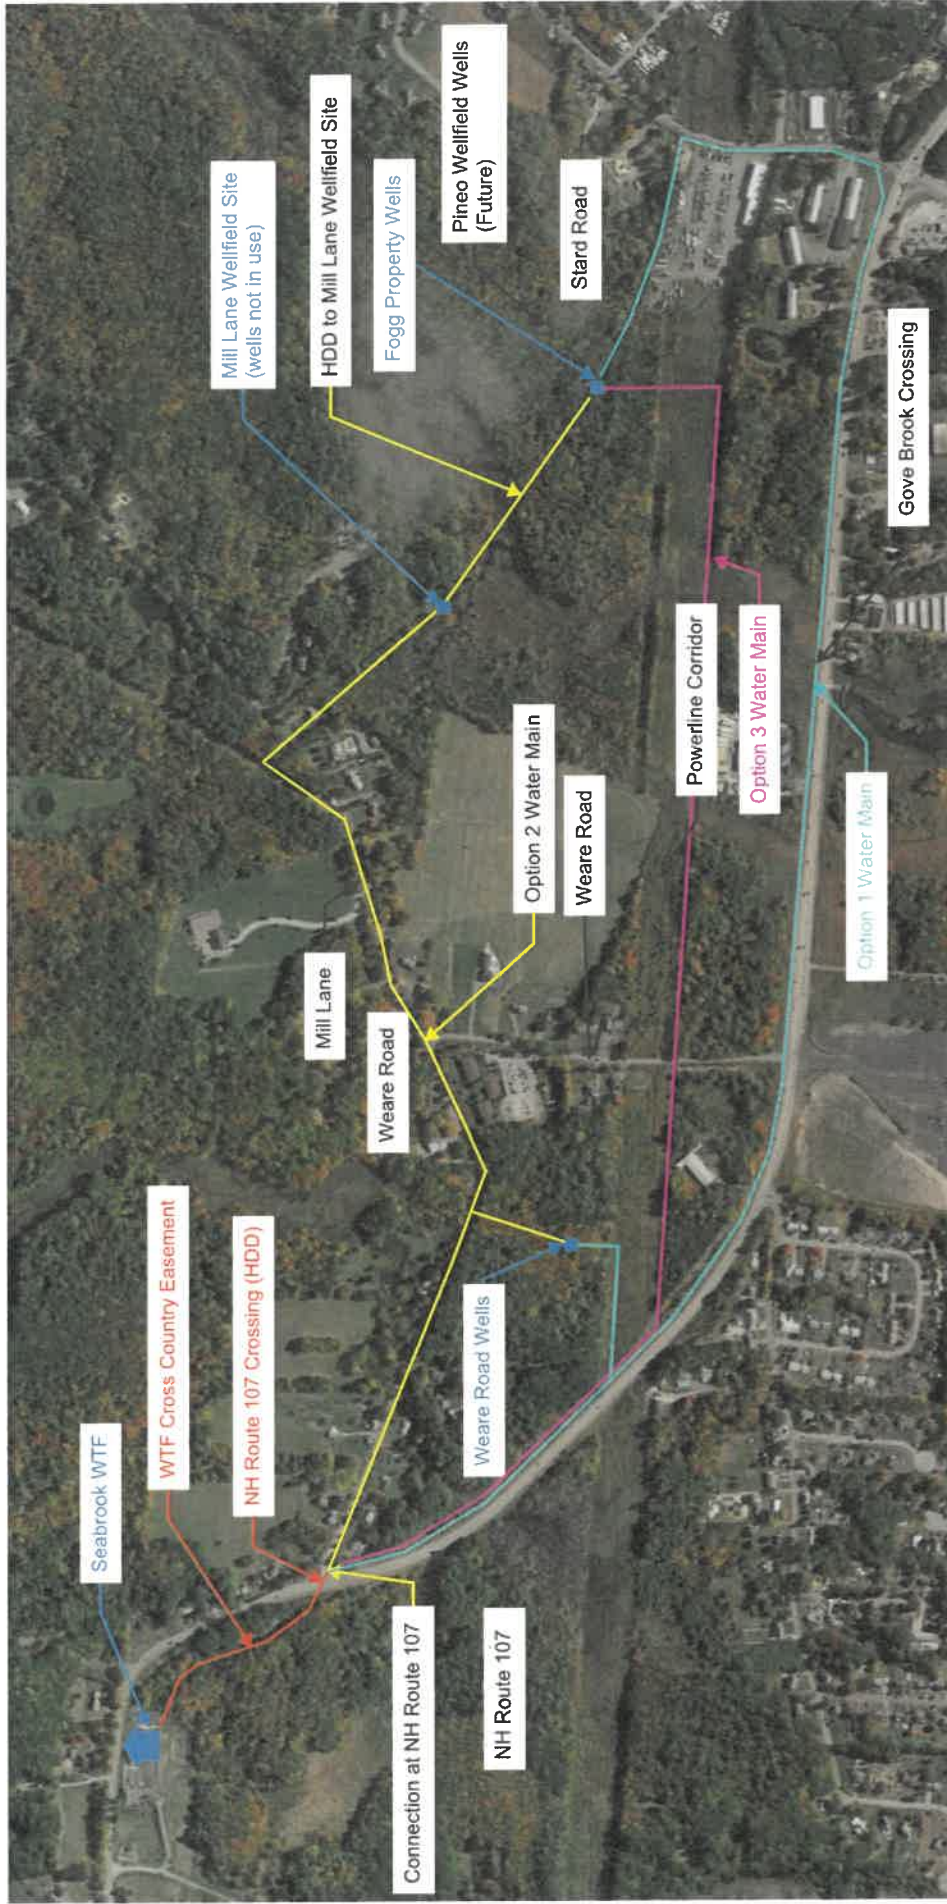 Seabrook WTF
WTF Cross Country Easement
NH Route 107 Crossing (HDD)
Mill Lane Wellfield Site
(wells not in use)
HDD to Mill Lane Wellfield Site
Fogg Property Wells
Pineo Wellfield Wells
(Future)
Mill Lane
Weare Road
Stard Road
Connection at NH Route 107
NH Route 107
Weare Road Wells
Option 2 Water Main
Weare Road
Powerline Corridor
Option 3 Water Main
Option 1 Water Main
Gove Brook Crossing